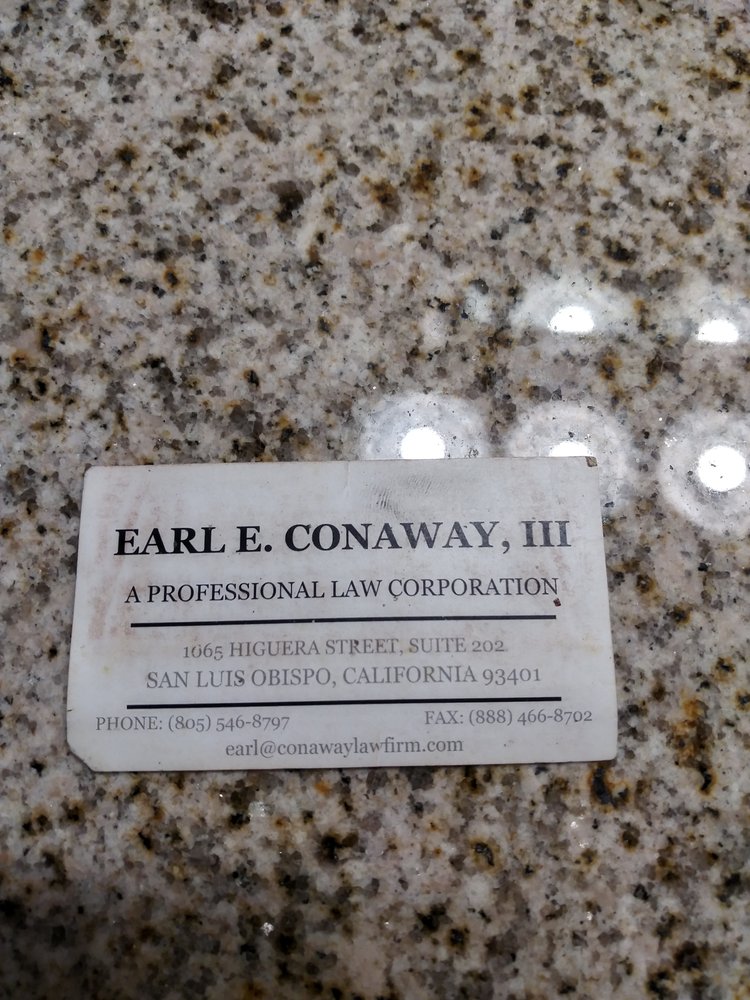 EARL E. CONAWAY, III
A PROFESSIONAL LAW CORPORATION
1065 HIGUERA STREET, SUITE 202
SAN LUIS OBISPO, CALIFORNIA 93401
PHONE: (805) 546-8797 FAX: (888) 466-8702
earl@conawaylawfirm.com